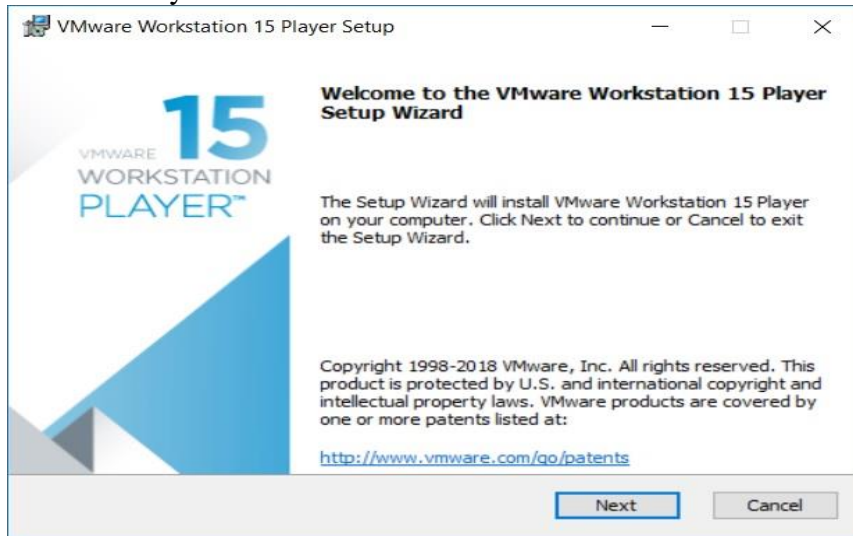 VMware Workstation 15 Player Setup
Welcome to the VMware Workstation 15 Player
Setup Wizard
15
VMWARE
WORKSTATION
PLAYER™
The Setup Wizard will install VMware Workstation 15 Player
on your computer. Click Next to continue or Cancel to exit
the Setup Wizard.
Copyright 1998-2018 VMware, Inc. All rights reserved. This
product is protected by U.S. and international copyright and
intellectual property laws. VMware products are covered by
one or more patents listed at:
http://www.vmware.com/go/patents
Next
Cancel